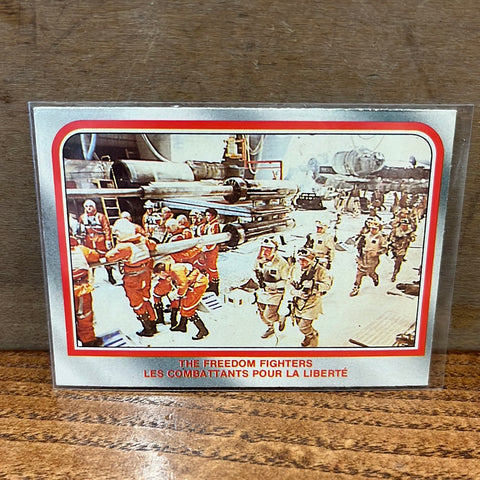 THE FREEDOM FIGHTERS
LES COMBATTANTS POUR LA LIBERTÉ